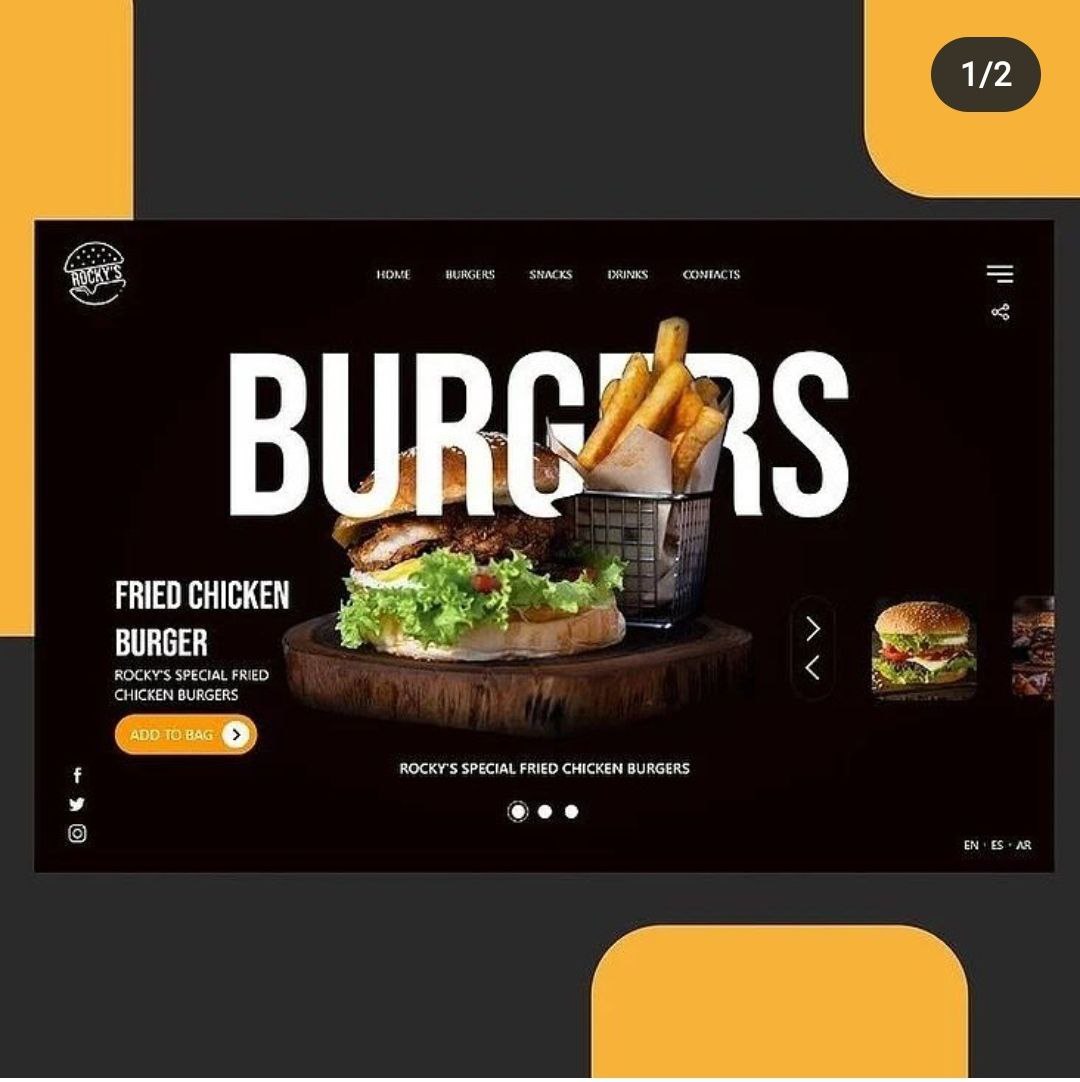 1/2
ROCKY'S
HOME BURGERS SNACKS DRINKS CONTACTS
BURGERS
FRIED CHICKEN
BURGER
ROCKY'S SPECIAL FRIED
CHICKEN BURGERS
ADD TO BAG
ROCKY'S SPECIAL FRIED CHICKEN BURGERS
EN · ES · AR